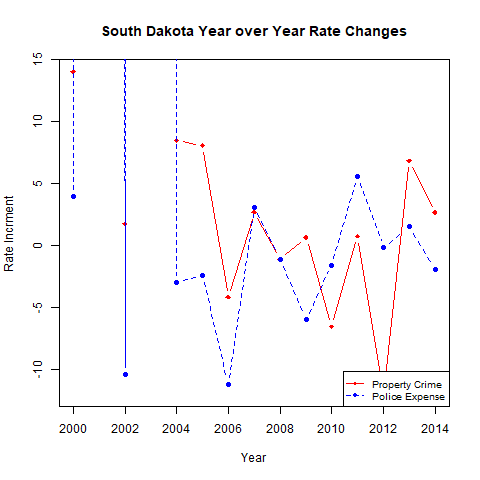 South Dakota Year over Year Rate Changes
15
10
5
0
-5
-10
Rate Incrment
2000 2002 2004 2006 2008 2010 2012 2014
Year
Property Crime
Police Expense